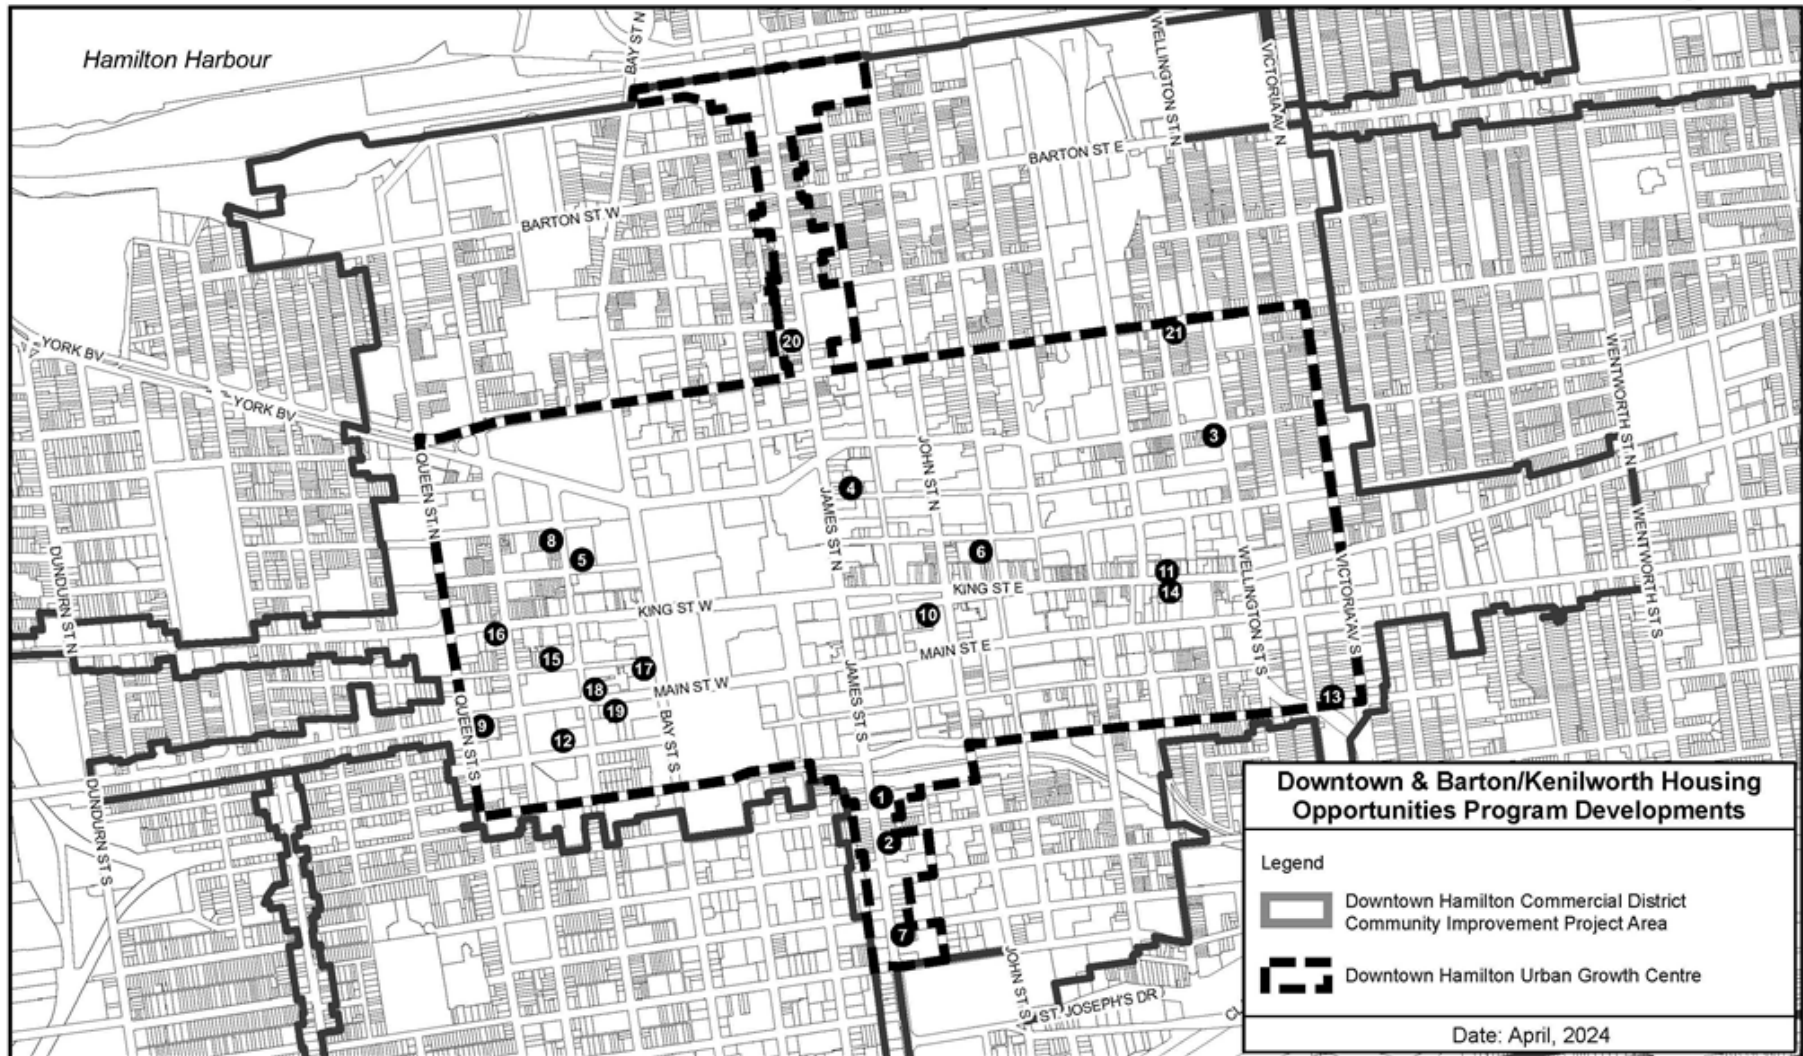 Hamilton Harbour
BAY ST N
WELLINGTON ST N
VICTORIA AV N
BARTON ST E
BARTON ST W
YORK BV
YORK BV
20
21
WENTWORTH ST N
3
QUEEN ST N
JOHN ST N
4
JAMES ST N
8
5
6
DUNDURN ST N
WENTWORTH ST S
WELLINGTON ST S
VICTORIA AV S
11
14
KING ST E
KING ST W
10
16
15
17
MAIN ST E
18
MAIN ST W
19
JAMES ST S
13
9
QUEEN ST S
12
BAY ST S
DUNDURN ST S
1
2
7
JOHN ST S
ST. JOSEPH'S DR
Downtown & Barton/Kenilworth Housing
Opportunities Program Developments
Legend
Downtown Hamilton Commercial District
Community Improvement Project Area
Downtown Hamilton Urban Growth Centre
Date: April, 2024